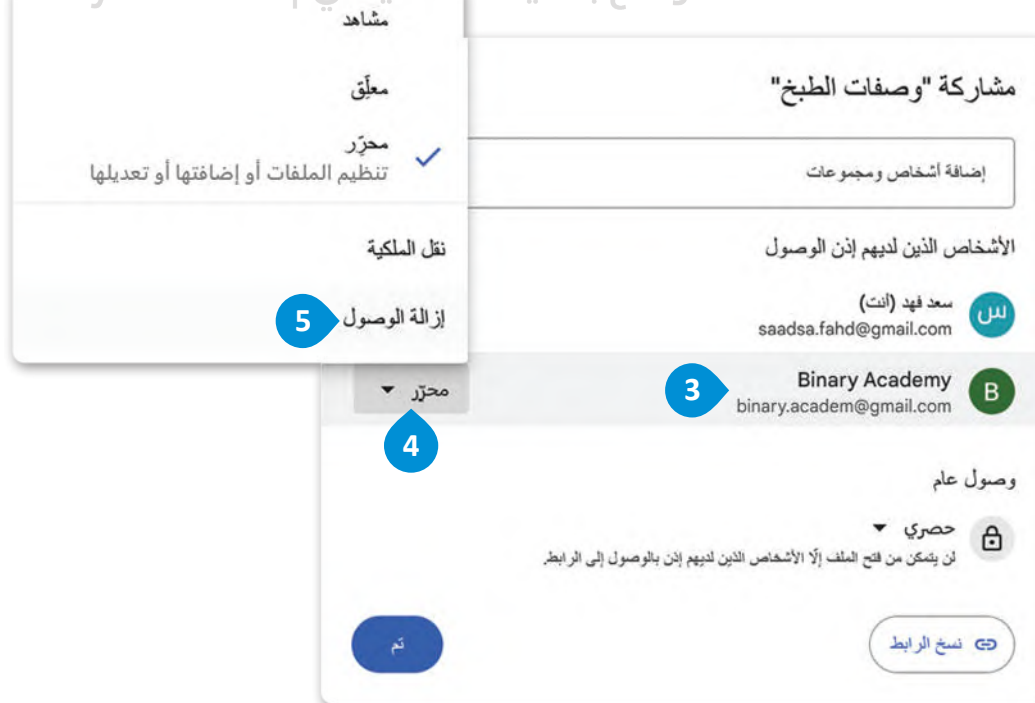 مشاركة "وصفات الطبخ"
إضافة أشخاص ومجموعات
الأشخاص الذين لديهم إذن الوصول
س
سعد فهد (أنت)
saadsa.fahd@gmail.com
B
Binary Academy
binary.academ@gmail.com
3
محرّر
4
مشاهد
معلّق
محرّر
تنظيم الملفات أو إضافتها أو تعديلها
نقل الملكية
إزالة الوصول
5
وصول عام
حصري
لن يتمكن من فتح الملف إلّا الأشخاص الذين لديهم إذن بالوصول إلى الرابط.
نسخ الرابط
تم